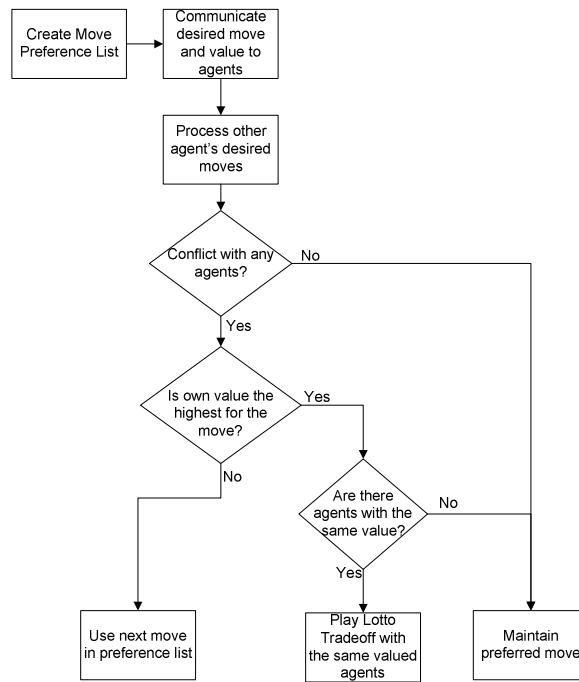 Create Move
Preference List
Communicate
desired move
and value to
agents
Process other
agent's desired
moves
Conflict with any
agents?
No
Yes
Is own value the
highest for the
move?
Yes
No
Are there
agents with the
same value?
No
Yes
Use next move
in preference list
Play Lotto
Tradeoff with
the same valued
agents
Maintain
preferred move